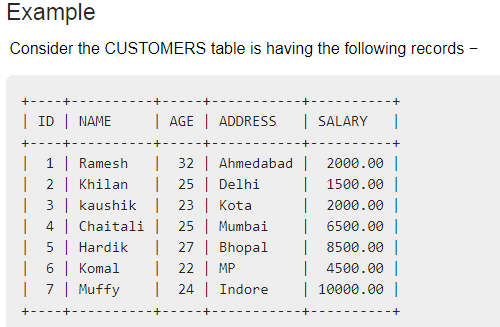 Example
Consider the CUSTOMERS table is having the following records −
+----+----------+-----+-----------+----------+
| ID | NAME     | AGE | ADDRESS   | SALARY   |
+----+----------+-----+-----------+----------+
|  1 | Ramesh   |  32 | Ahmedabad |  2000.00 |
|  2 | Khilan   |  25 | Delhi     |  1500.00 |
|  3 | kaushik  |  23 | Kota      |  2000.00 |
|  4 | Chaitali |  25 | Mumbai    |  6500.00 |
|  5 | Hardik   |  27 | Bhopal    |  8500.00 |
|  6 | Komal    |  22 | MP        |  4500.00 |
|  7 | Muffy    |  24 | Indore    | 10000.00 |
+----+----------+-----+-----------+----------+